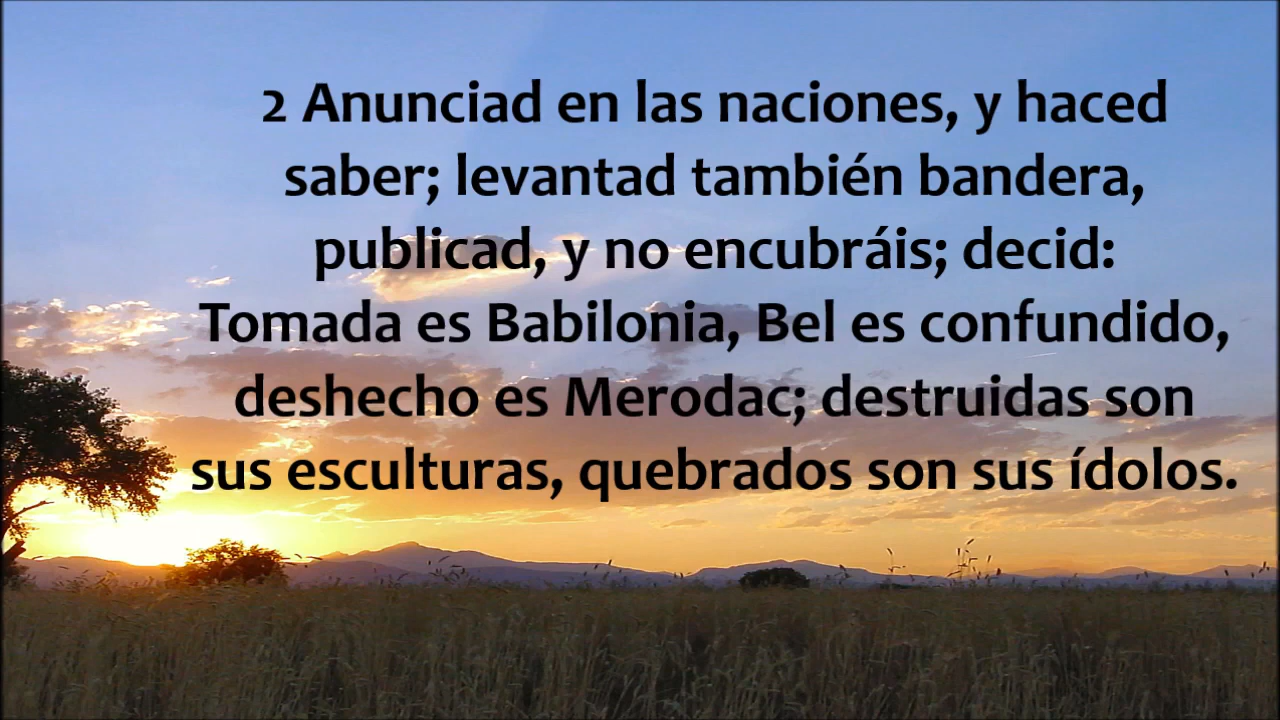 2 Anunciad en las naciones, y haced
saber; levantad también bandera,
publicad, y no encubráis; decid:
Tomada es Babilonia, Bel es confundido,
deshecho es Merodac; destruidas son
sus esculturas, quebrados son sus ídolos.